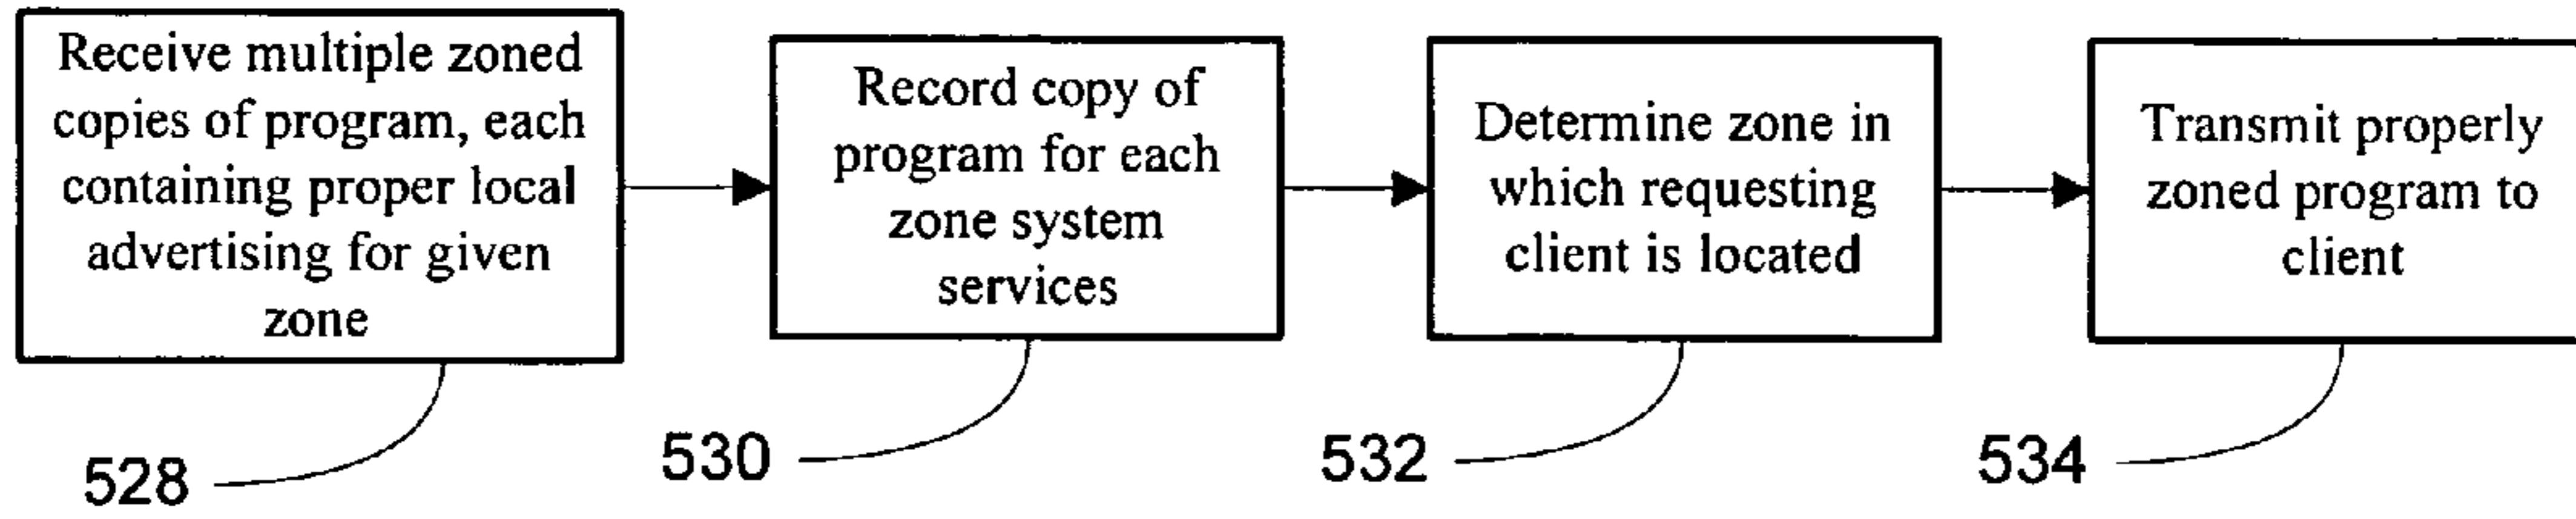 Receive multiple zoned
copies of program, each
containing proper local
advertising for given
zone
Record copy of
program for each
zone system
services
Determine zone in
which requesting
client is located
Transmit properly
zoned program to
client
528
530
532
534